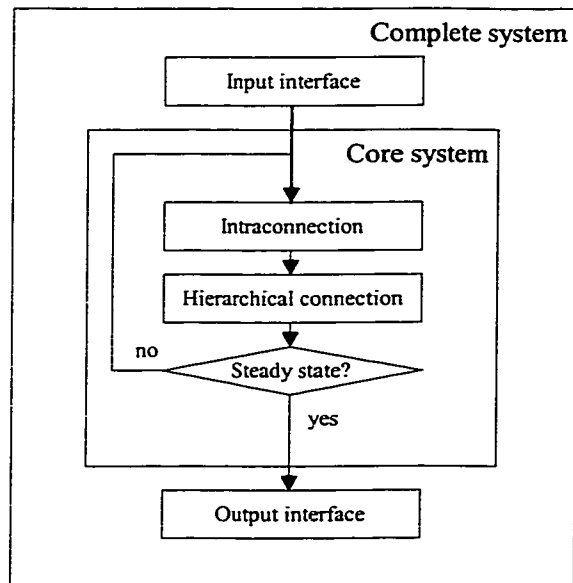 Complete system
Input interface
Core system
Intraconnection
Hierarchical connection
no
Steady state?
yes
Output interface